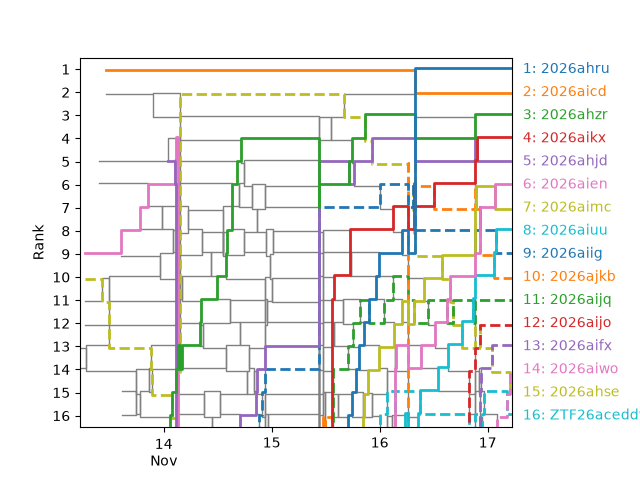 1
2
3
4
5
6
7
8
9
10
11
12
13
14
15
16
Rank
14
15
16
17
Nov
1: 2026ahru
2: 2026aicd
3: 2026ahzr
4: 2026aikx
5: 2026ahjd
6: 2026aien
7: 2026aimc
8: 2026aiuu
9: 2026aiig
10: 2026ajkb
11: 2026aijq
12: 2026aijo
13: 2026aifx
14: 2026aiwo
15: 2026ahse
16: ZTF26acedd